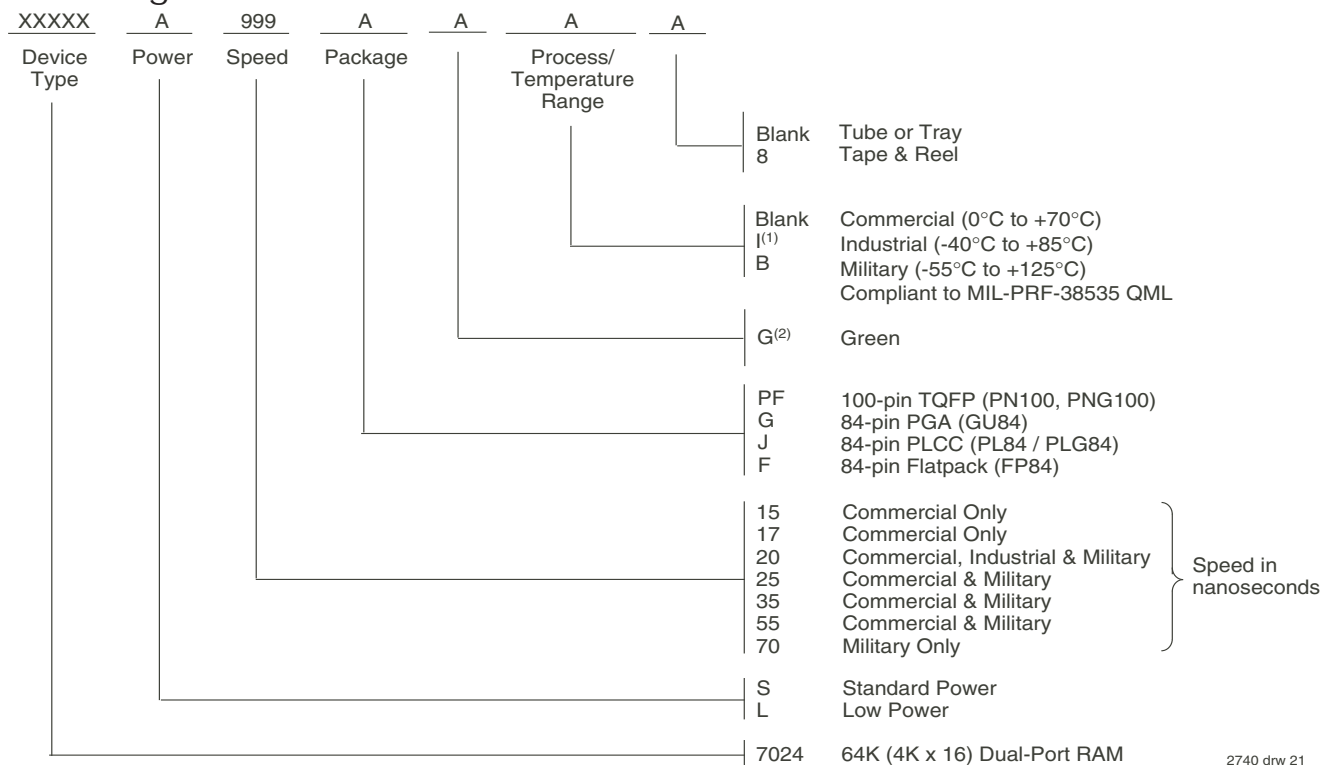 XXXXX A 999 A A A A
Device Type Power Speed Package Process/ Temperature Range
Blank Tube or Tray
8 Tape & Reel
Blank Commercial (0°C to +70°C)
I(1) Industrial (-40°C to +85°C)
B Military (-55°C to +125°C)
Compliant to MIL-PRF-38535 QML
G(2) Green
PF 100-pin TQFP (PN100, PNG100)
G 84-pin PGA (GU84)
J 84-pin PLCC (PL84 / PLG84)
F 84-pin Flatpack (FP84)
15 Commercial Only
17 Commercial Only
20 Commercial, Industrial & Military
25 Commercial & Military
35 Commercial & Military
55 Commercial & Military
70 Military Only
Speed in
nanoseconds
S Standard Power
L Low Power
7024 64K (4K x 16) Dual-Port RAM
2740 drw 21